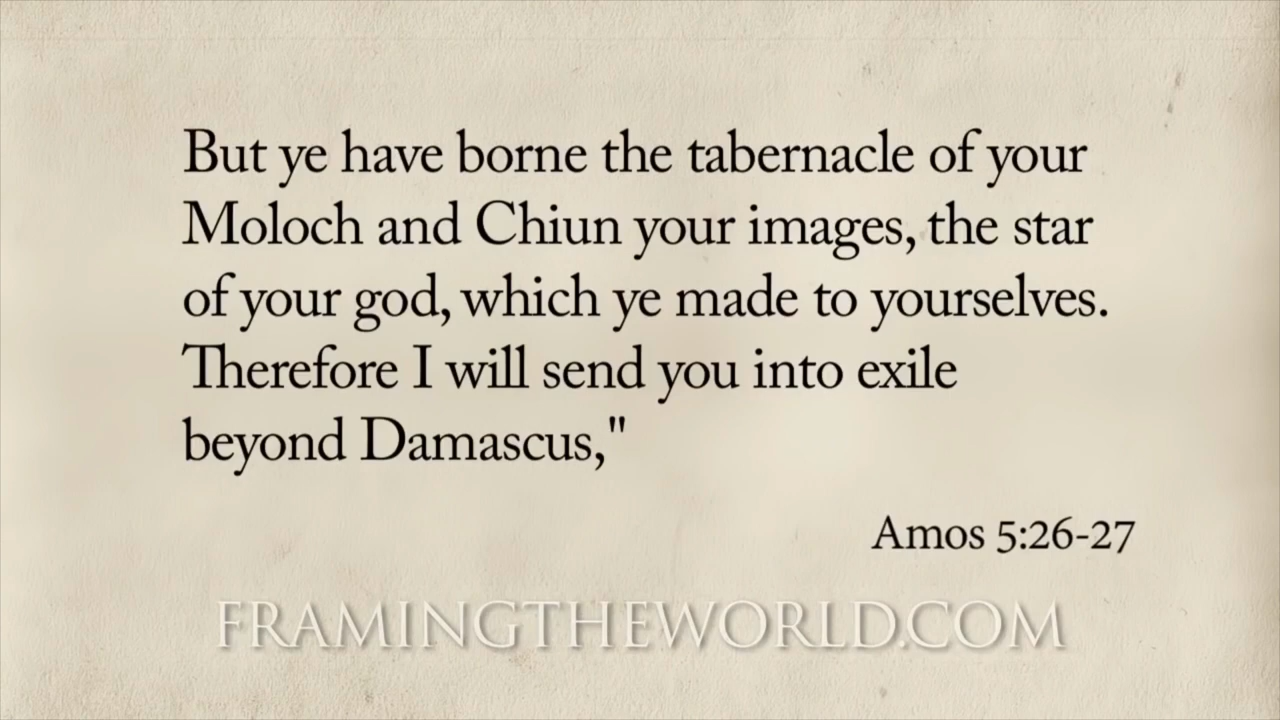 But ye have borne the tabernacle of your
Moloch and Chiun your images, the star
of your god, which ye made to yourselves.
Therefore I will send you into exile
beyond Damascus,"
Amos 5:26-27
FRAMINGTHEWORLD.COM